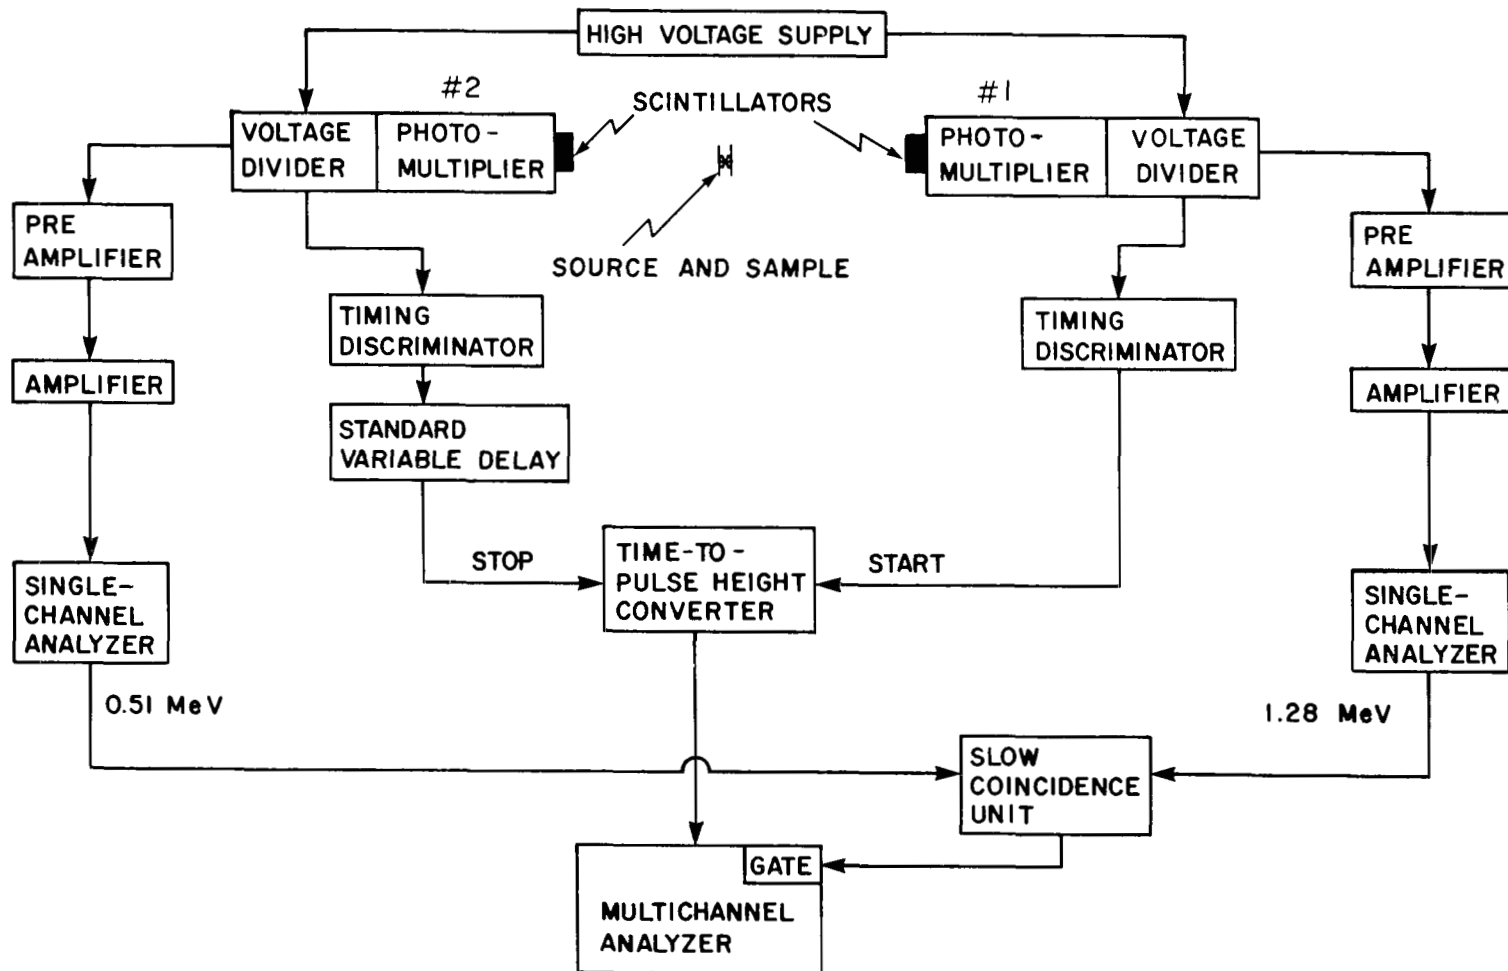 HIGH VOLTAGE SUPPLY
#2
SCINTILLATORS
#1
VOLTAGE
DIVIDER
PHOTO-
MULTIPLIER
PHOTO-
MULTIPLIER
VOLTAGE
DIVIDER
PRE
AMPLIFIER
SOURCE AND SAMPLE
PRE
AMPLIFIER
TIMING
DISCRIMINATOR
TIMING
DISCRIMINATOR
AMPLIFIER
AMPLIFIER
STANDARD
VARIABLE DELAY
STOP
TIME-TO-
PULSE HEIGHT
CONVERTER
START
SINGLE-
CHANNEL
ANALYZER
SINGLE-
CHANNEL
ANALYZER
0.51 MeV
1.28 MeV
SLOW
COINCIDENCE
UNIT
GATE
MULTICHANNEL
ANALYZER